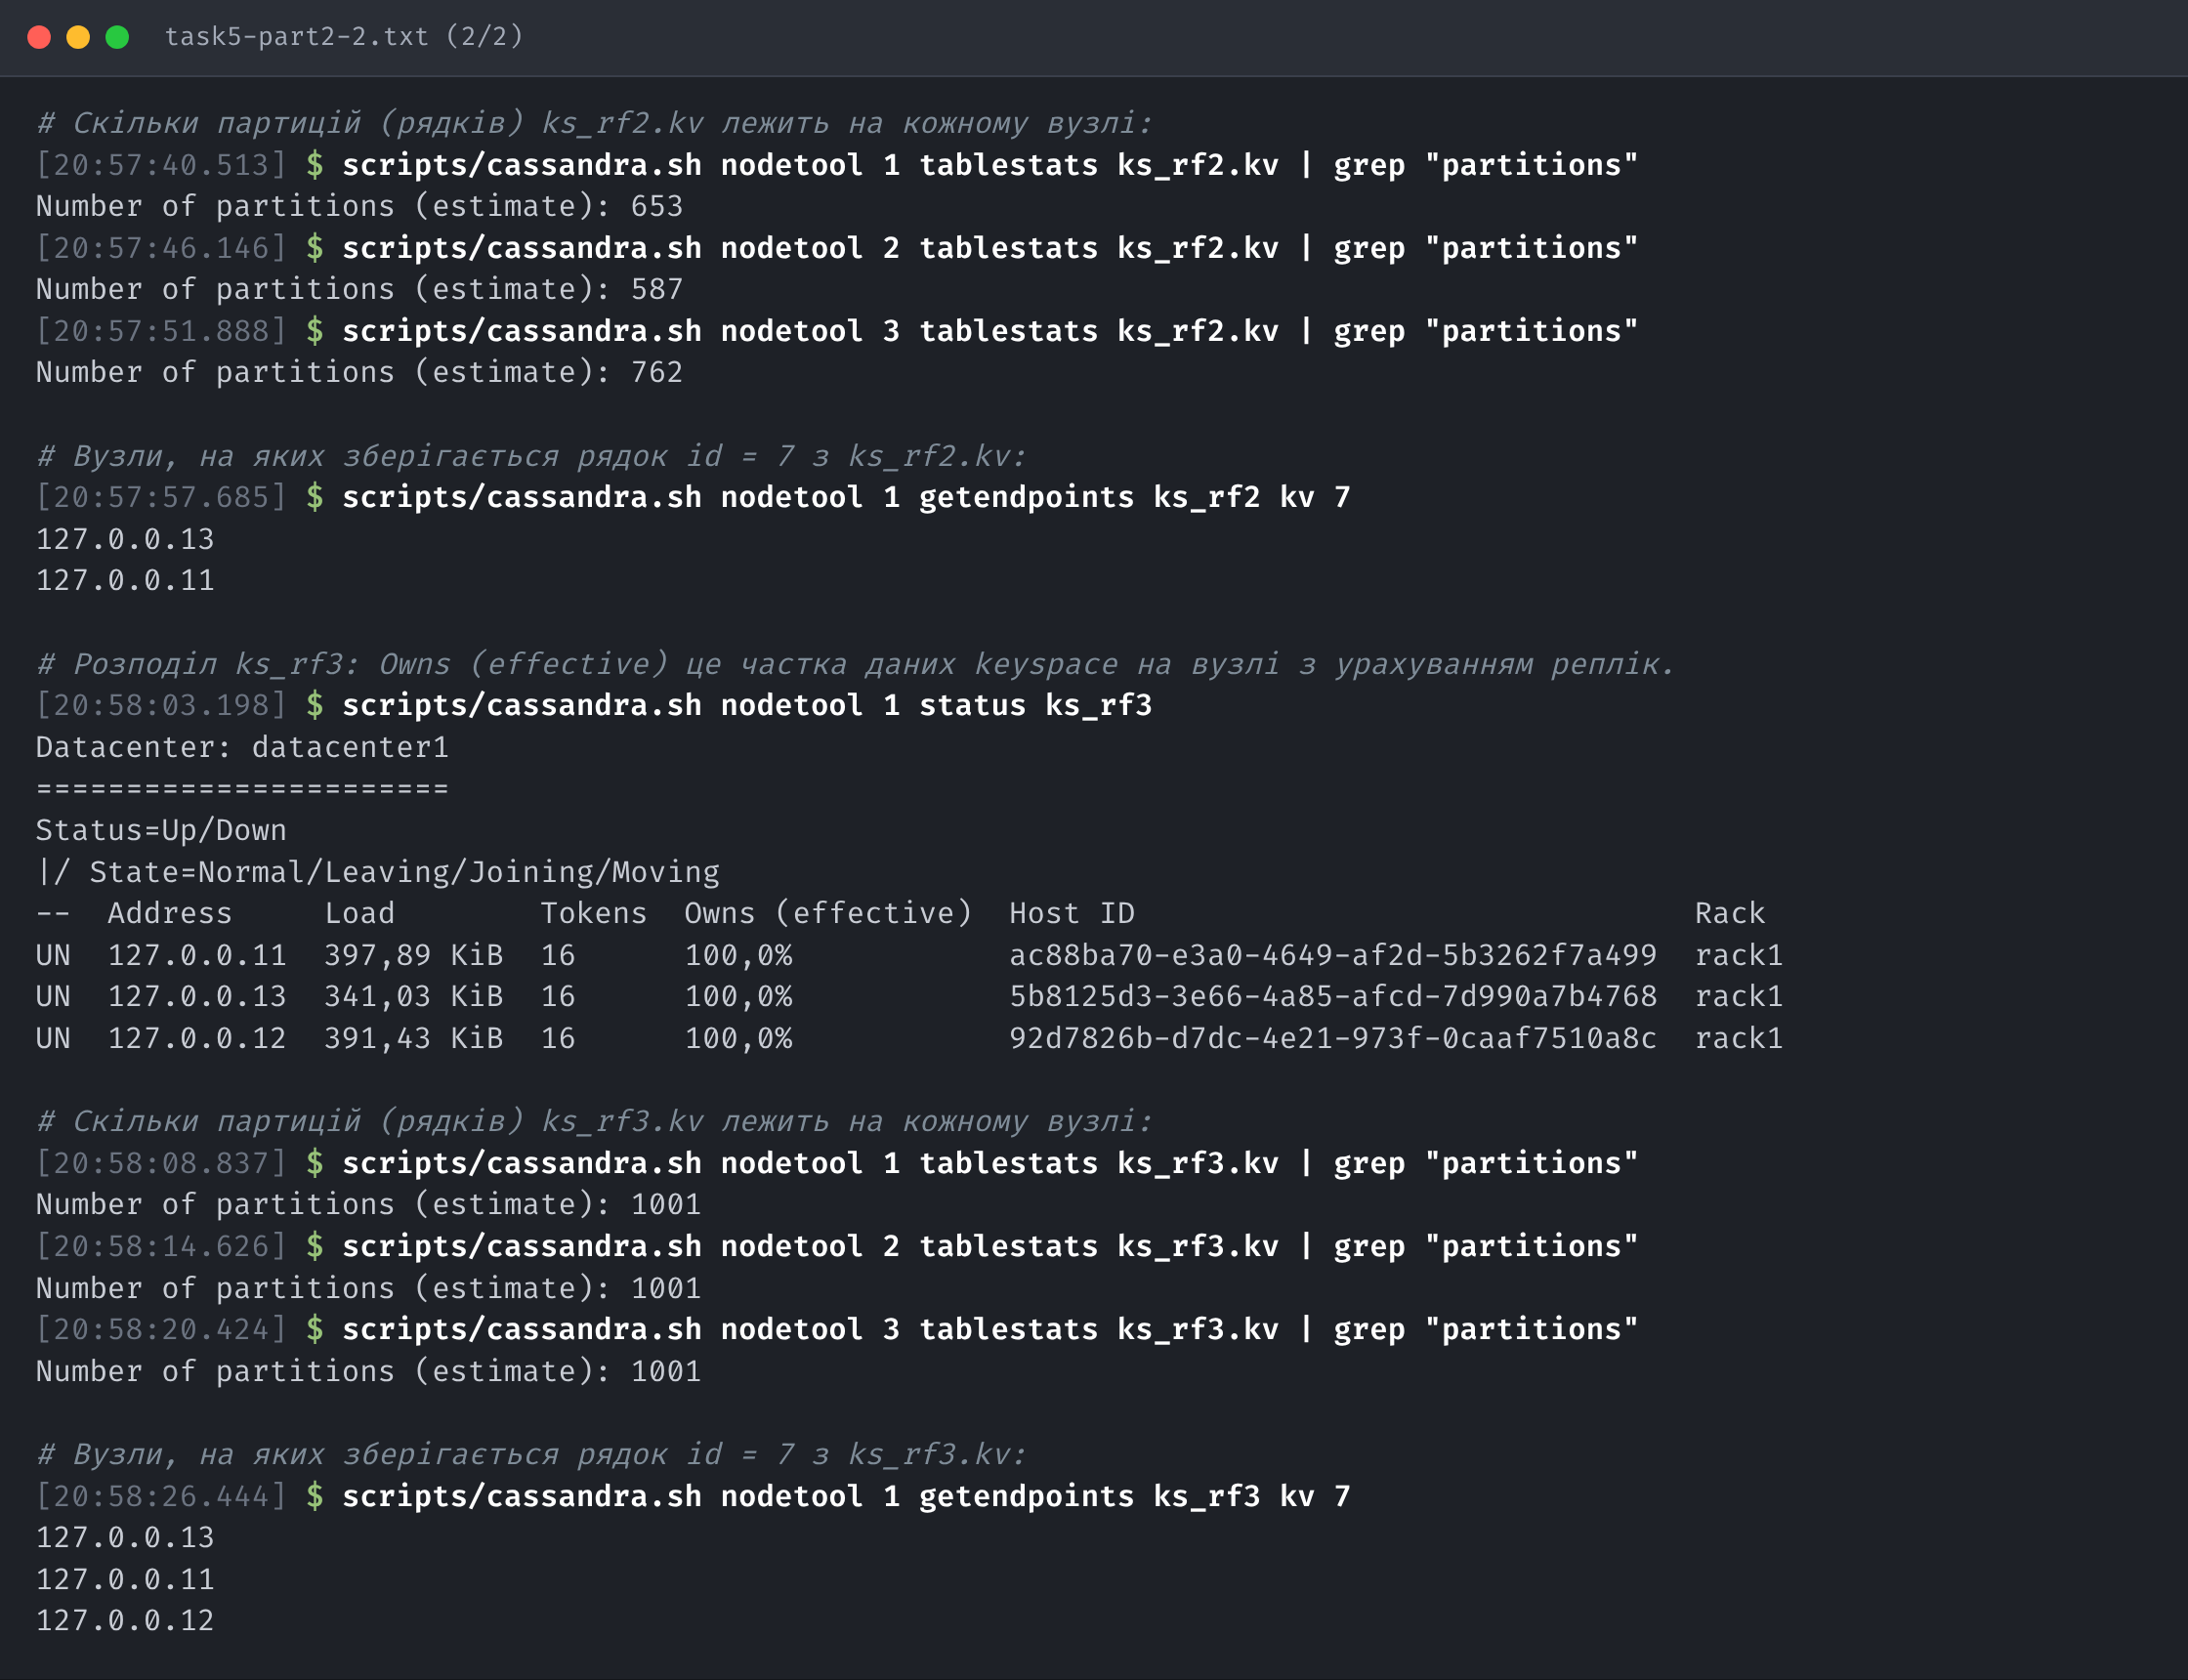 task5-part2-2.txt (2/2)
# Скільки партицій (рядків) ks_rf2.kv лежить на кожному вузлі:
[20:57:40.513] $ scripts/cassandra.sh nodetool 1 tablestats ks_rf2.kv | grep "partitions"
Number of partitions (estimate): 653
[20:57:46.146] $ scripts/cassandra.sh nodetool 2 tablestats ks_rf2.kv | grep "partitions"
Number of partitions (estimate): 587
[20:57:51.888] $ scripts/cassandra.sh nodetool 3 tablestats ks_rf2.kv | grep "partitions"
Number of partitions (estimate): 762
# Вузли, на яких зберігається рядок id = 7 з ks_rf2.kv:
[20:57:57.685] $ scripts/cassandra.sh nodetool 1 getendpoints ks_rf2 kv 7
127.0.0.13
127.0.0.11
# Розподіл ks_rf3: Owns (effective) це частка даних keyspace на вузлі з урахуванням реплік.
[20:58:03.198] $ scripts/cassandra.sh nodetool 1 status ks_rf3
Datacenter: datacenter1
=======================
Status=Up/Down
|/ State=Normal/Leaving/Joining/Moving
--  Address     Load        Tokens  Owns (effective)  Host ID                               Rack
UN  127.0.0.11  397,89 KiB  16      100,0%            ac88ba70-e3a0-4649-af2d-5b3262f7a499  rack1
UN  127.0.0.13  341,03 KiB  16      100,0%            5b8125d3-3e66-4a85-afcd-7d990a7b4768  rack1
UN  127.0.0.12  391,43 KiB  16      100,0%            92d7826b-d7dc-4e21-973f-0caaf7510a8c  rack1
# Скільки партицій (рядків) ks_rf3.kv лежить на кожному вузлі:
[20:58:08.837] $ scripts/cassandra.sh nodetool 1 tablestats ks_rf3.kv | grep "partitions"
Number of partitions (estimate): 1001
[20:58:14.626] $ scripts/cassandra.sh nodetool 2 tablestats ks_rf3.kv | grep "partitions"
Number of partitions (estimate): 1001
[20:58:20.424] $ scripts/cassandra.sh nodetool 3 tablestats ks_rf3.kv | grep "partitions"
Number of partitions (estimate): 1001
# Вузли, на яких зберігається рядок id = 7 з ks_rf3.kv:
[20:58:26.444] $ scripts/cassandra.sh nodetool 1 getendpoints ks_rf3 kv 7
127.0.0.13
127.0.0.11
127.0.0.12